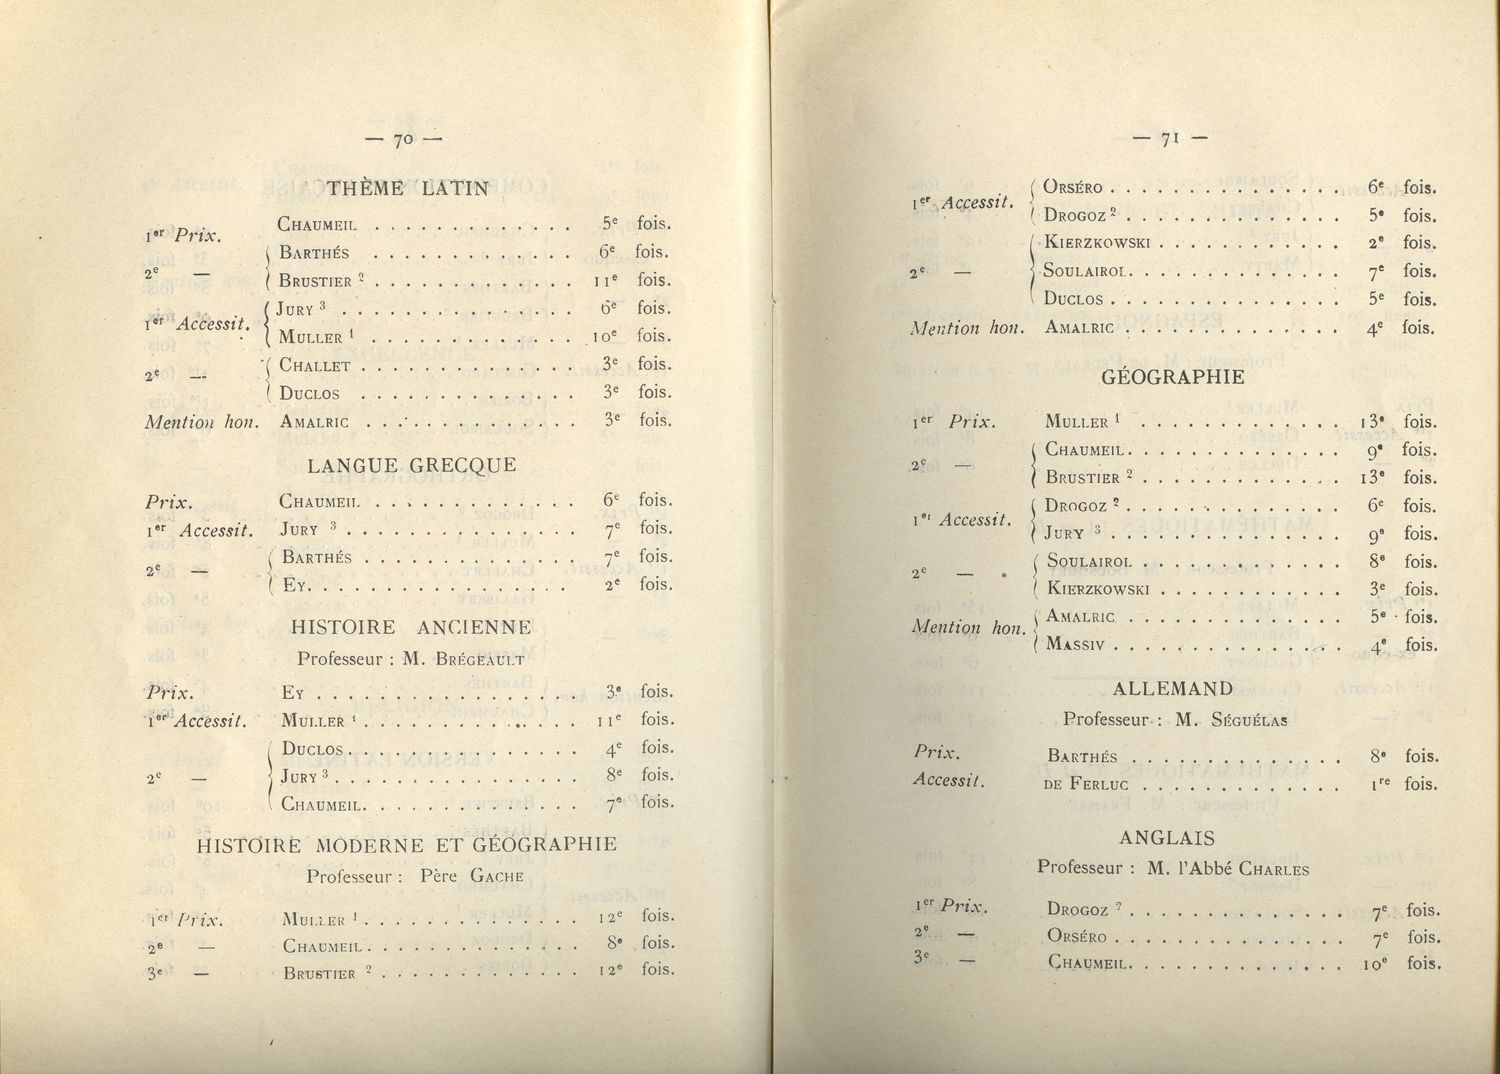 — 70 —
THÈME LATIN
1er Prix. CHAUMEIL . . . . . . . . . . . . . 5e fois.
2e — { BARTHÉS . . . . . . . . . . . . . 6e fois.
BRUSTIER 2 . . . . . . . . . . . . . 11e fois.
1er Accessit. { JURY 3 . . . . . . . . . . . . . 6e fois.
MULLER 1 . . . . . . . . . . . . . 10e fois.
2e — { CHALLET . . . . . . . . . . . . . 3e fois.
DUCLOS . . . . . . . . . . . . . 3e fois.
Mention hon. AMALRIC . . . . . . . . . . . . . 3e fois.
LANGUE GRECQUE
Prix. CHAUMEIL . . . . . . . . . . . . . 6e fois.
1er Accessit. JURY 3 . . . . . . . . . . . . . 7e fois.
2e — { BARTHÉS . . . . . . . . . . . . . 7e fois.
EY . . . . . . . . . . . . . 2e fois.
HISTOIRE ANCIENNE
Professeur : M. BRÉGEAULT
Prix. EY . . . . . . . . . . . . . 3e fois.
1er Accessit. MULLER 1 . . . . . . . . . . . . . 11e fois.
2e — { DUCLOS . . . . . . . . . . . . . 4e fois.
JURY 3 . . . . . . . . . . . . . 8e fois.
CHAUMEIL . . . . . . . . . . . . . 7e fois.
HISTOIRE MODERNE ET GÉOGRAPHIE
Professeur : Père GACHE
1er Prix. MULLER 1 . . . . . . . . . . . . . 12e fois.
2e — CHAUMEIL . . . . . . . . . . . . . 8e fois.
3e — BRUSTIER 2 . . . . . . . . . . . . . 12e fois.
— 71 —
1er Accessit. { ORSÉRO . . . . . . . . . . . . . 6e fois.
DROGOZ 2 . . . . . . . . . . . . . 5e fois.
2e — { KIERZKOWSKI . . . . . . . . . . . . . 2e fois.
SOULAIROL . . . . . . . . . . . . . 7e fois.
DUCLOS . . . . . . . . . . . . . 5e fois.
Mention hon. AMALRIC . . . . . . . . . . . . . 4e fois.
GÉOGRAPHIE
1er Prix. MULLER 1 . . . . . . . . . . . . . 13e fois.
2e — { CHAUMEIL . . . . . . . . . . . . . 9e fois.
BRUSTIER 2 . . . . . . . . . . . . . 13e fois.
1er Accessit. { DROGOZ 2 . . . . . . . . . . . . . 6e fois.
JURY 3 . . . . . . . . . . . . . 9e fois.
2e — { SOULAIROL . . . . . . . . . . . . . 8e fois.
KIERZKOWSKI . . . . . . . . . . . . . 3e fois.
Mention hon. { AMALRIC . . . . . . . . . . . . . 5e fois.
MASSIV . . . . . . . . . . . . . 4e fois.
ALLEMAND
Professeur : M. SÉGUÉLAS
Prix. BARTHÉS . . . . . . . . . . . . . 8e fois.
Accessit. DE FERLUC . . . . . . . . . . . . . 1re fois.
ANGLAIS
Professeur : M. l'Abbé CHARLES
1er Prix. DROGOZ 2 . . . . . . . . . . . . . 7e fois.
2e — ORSÉRO . . . . . . . . . . . . . 7e fois.
3e — CHAUMEIL . . . . . . . . . . . . . 10e fois.